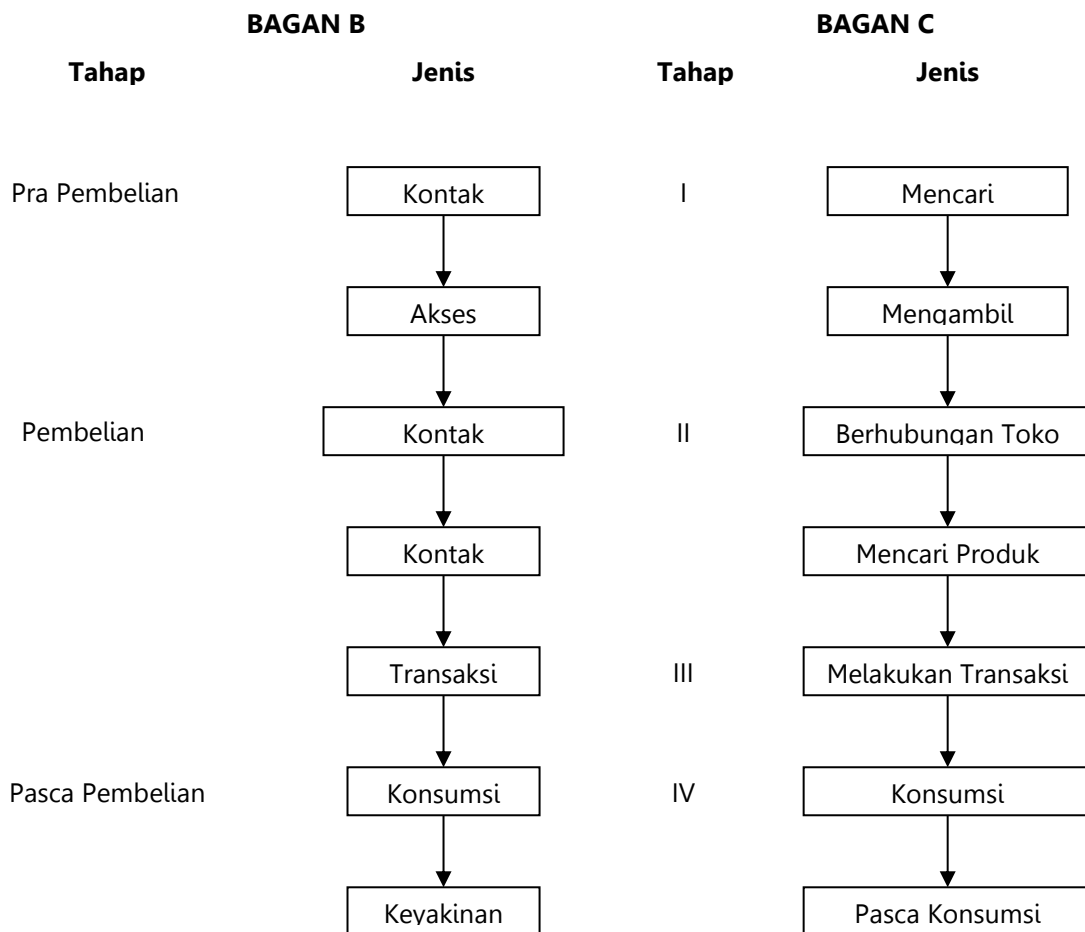 BAGAN B BAGAN C
Tahap Jenis Tahap Jenis
Pra Pembelian Kontak I Mencari
Akses Mengambil
Pembelian Kontak II Berhubungan Toko
Kontak Mencari Produk
Transaksi III Melakukan Transaksi
Pasca Pembelian Konsumsi IV Konsumsi
Keyakinan Pasca Konsumsi